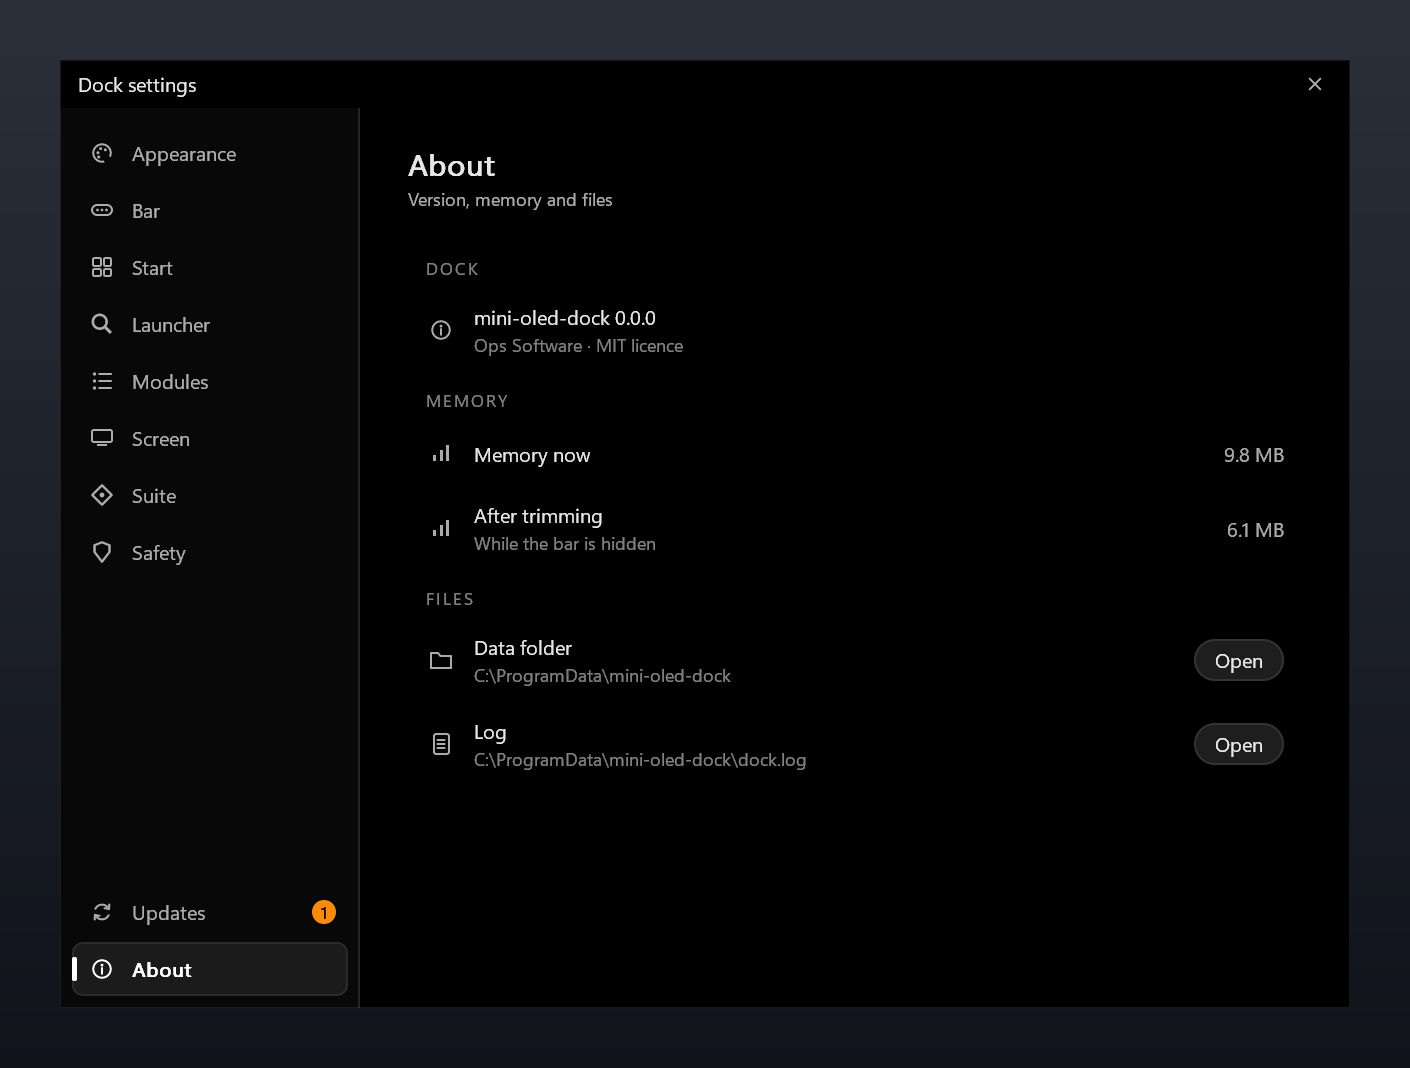 Dock settings
Appearance
Bar
Start
Launcher
Modules
Screen
Suite
Safety
Updates
1
About
About
Version, memory and files
DOCK
mini-oled-dock 0.0.0
Ops Software · MIT licence
MEMORY
Memory now
9.8 MB
After trimming
While the bar is hidden
6.1 MB
FILES
Data folder
C:\ProgramData\mini-oled-dock
Open
Log
C:\ProgramData\mini-oled-dock\dock.log
Open